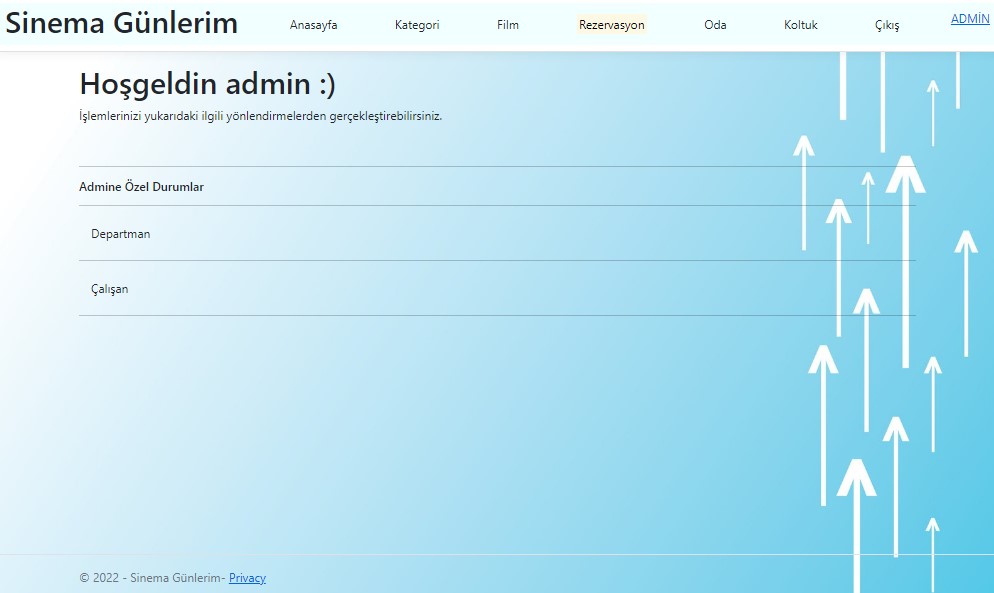 Sinema Günlerim Anasayfa Kategori Film Rezervasyon Oda Koltuk Çıkış ADMİN
Hoşgeldin admin :)
İşlemlerinizi yukarıdaki ilgili yönlendirmelerden gerçekleştirebilirsiniz.
Admine Özel Durumlar
Departman
Çalışan
© 2022 - Sinema Günlerim- Privacy